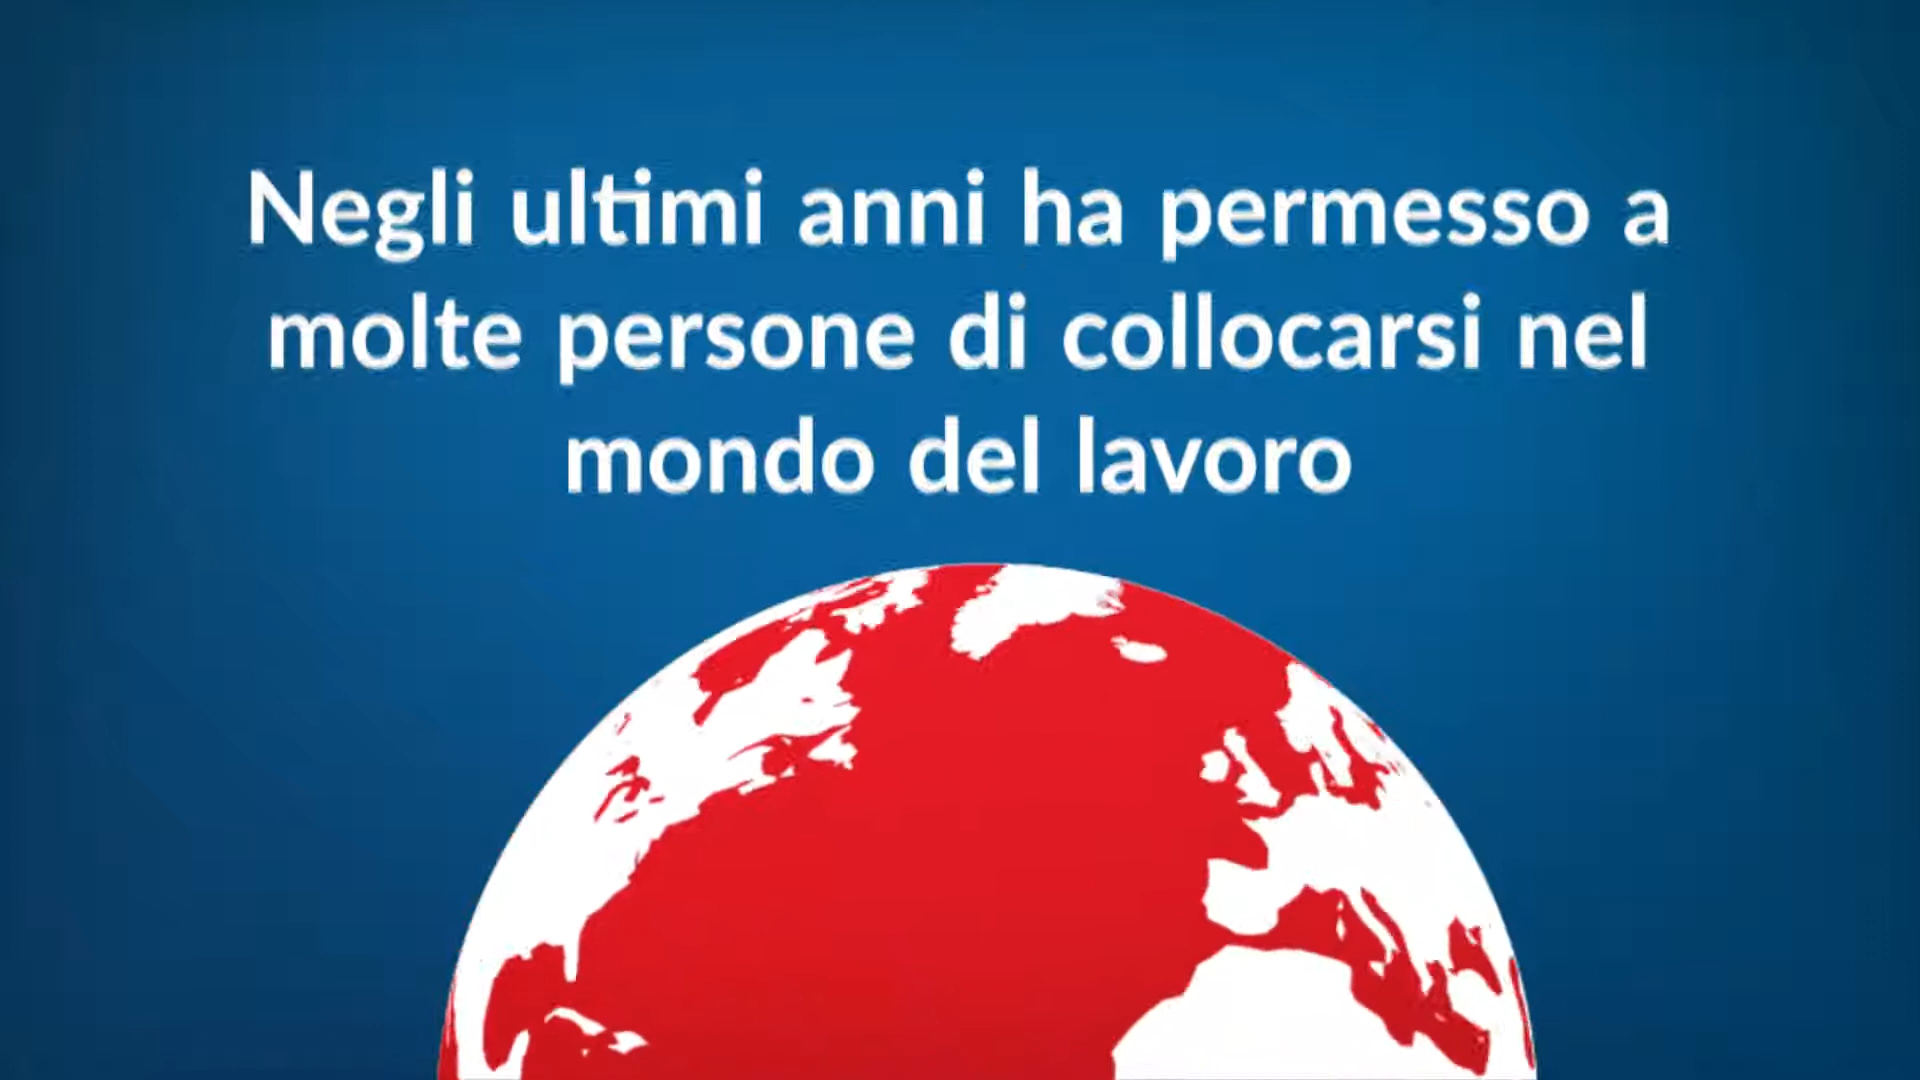 Negli ultimi anni ha permesso a
molte persone di collocarsi nel
mondo del lavoro